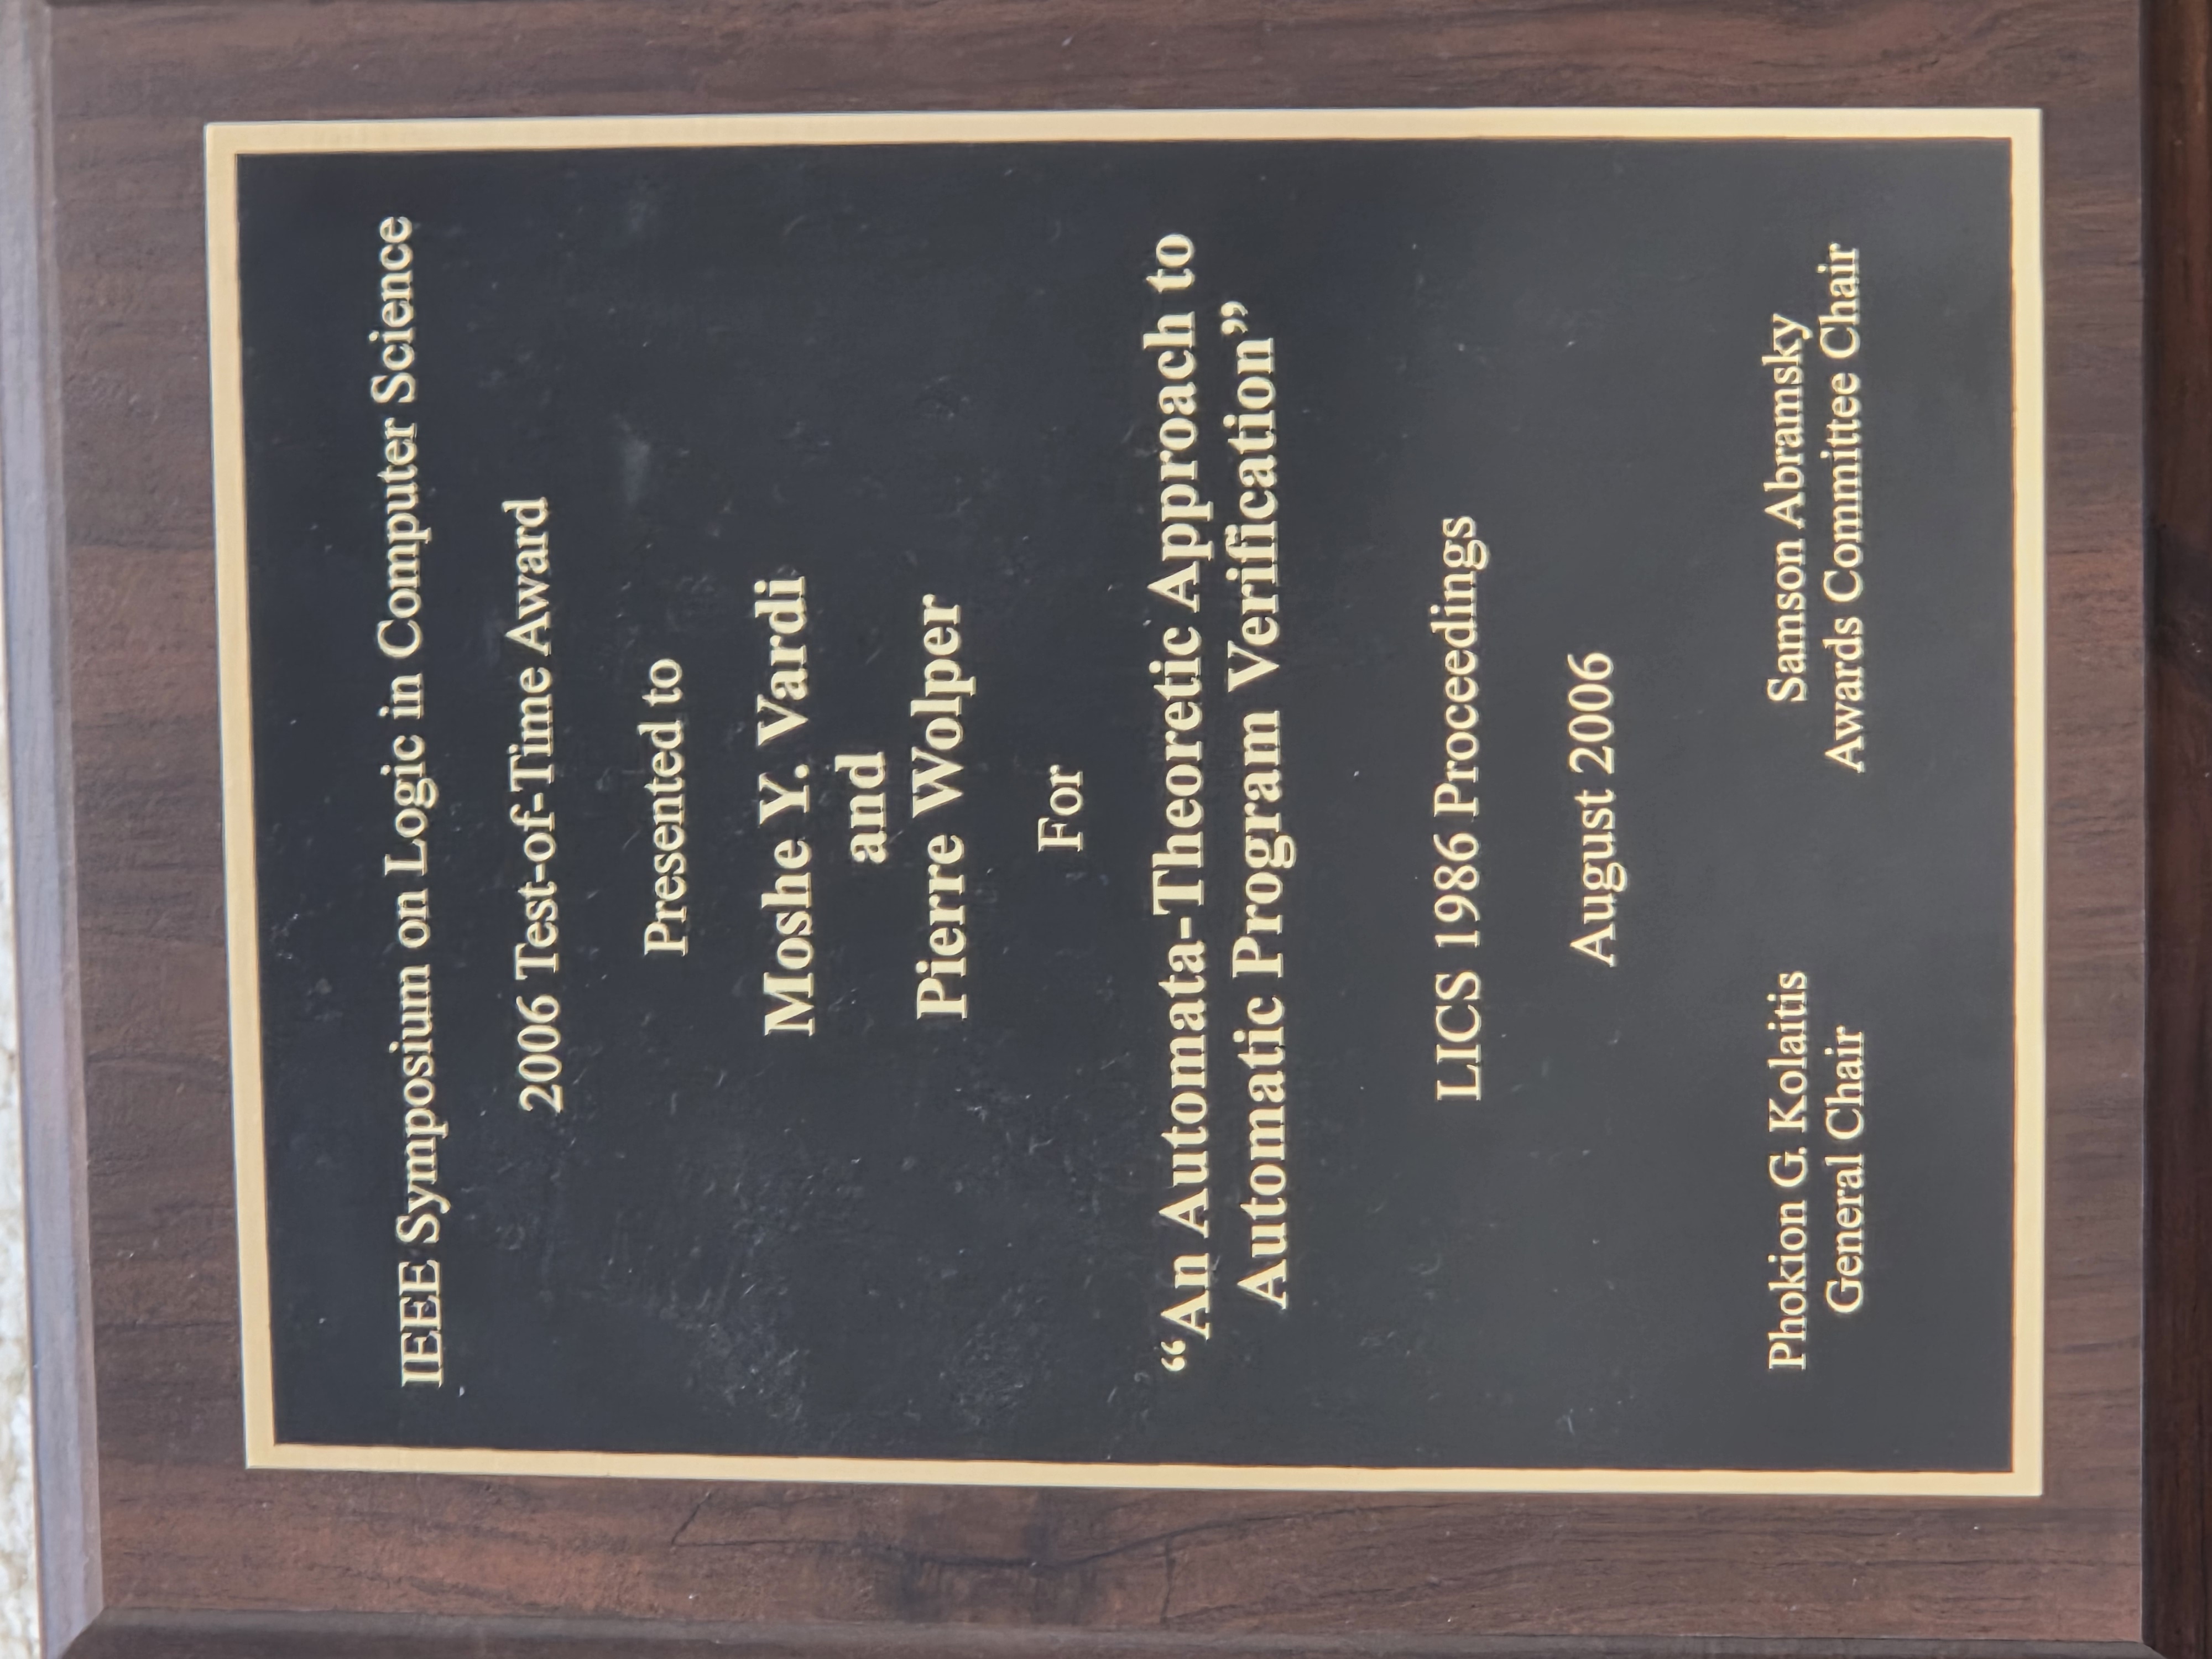 IEEE Symposium on Logic in Computer Science
2006 Test-of-Time Award
Presented to
Moshe Y. Vardi
and
Pierre Wolper
For
“An Automata-Theoretic Approach to
Automatic Program Verification”
LICS 1986 Proceedings
August 2006
Phokion G. Kolaitis
General Chair
Samson Abramsky
Awards Committee Chair